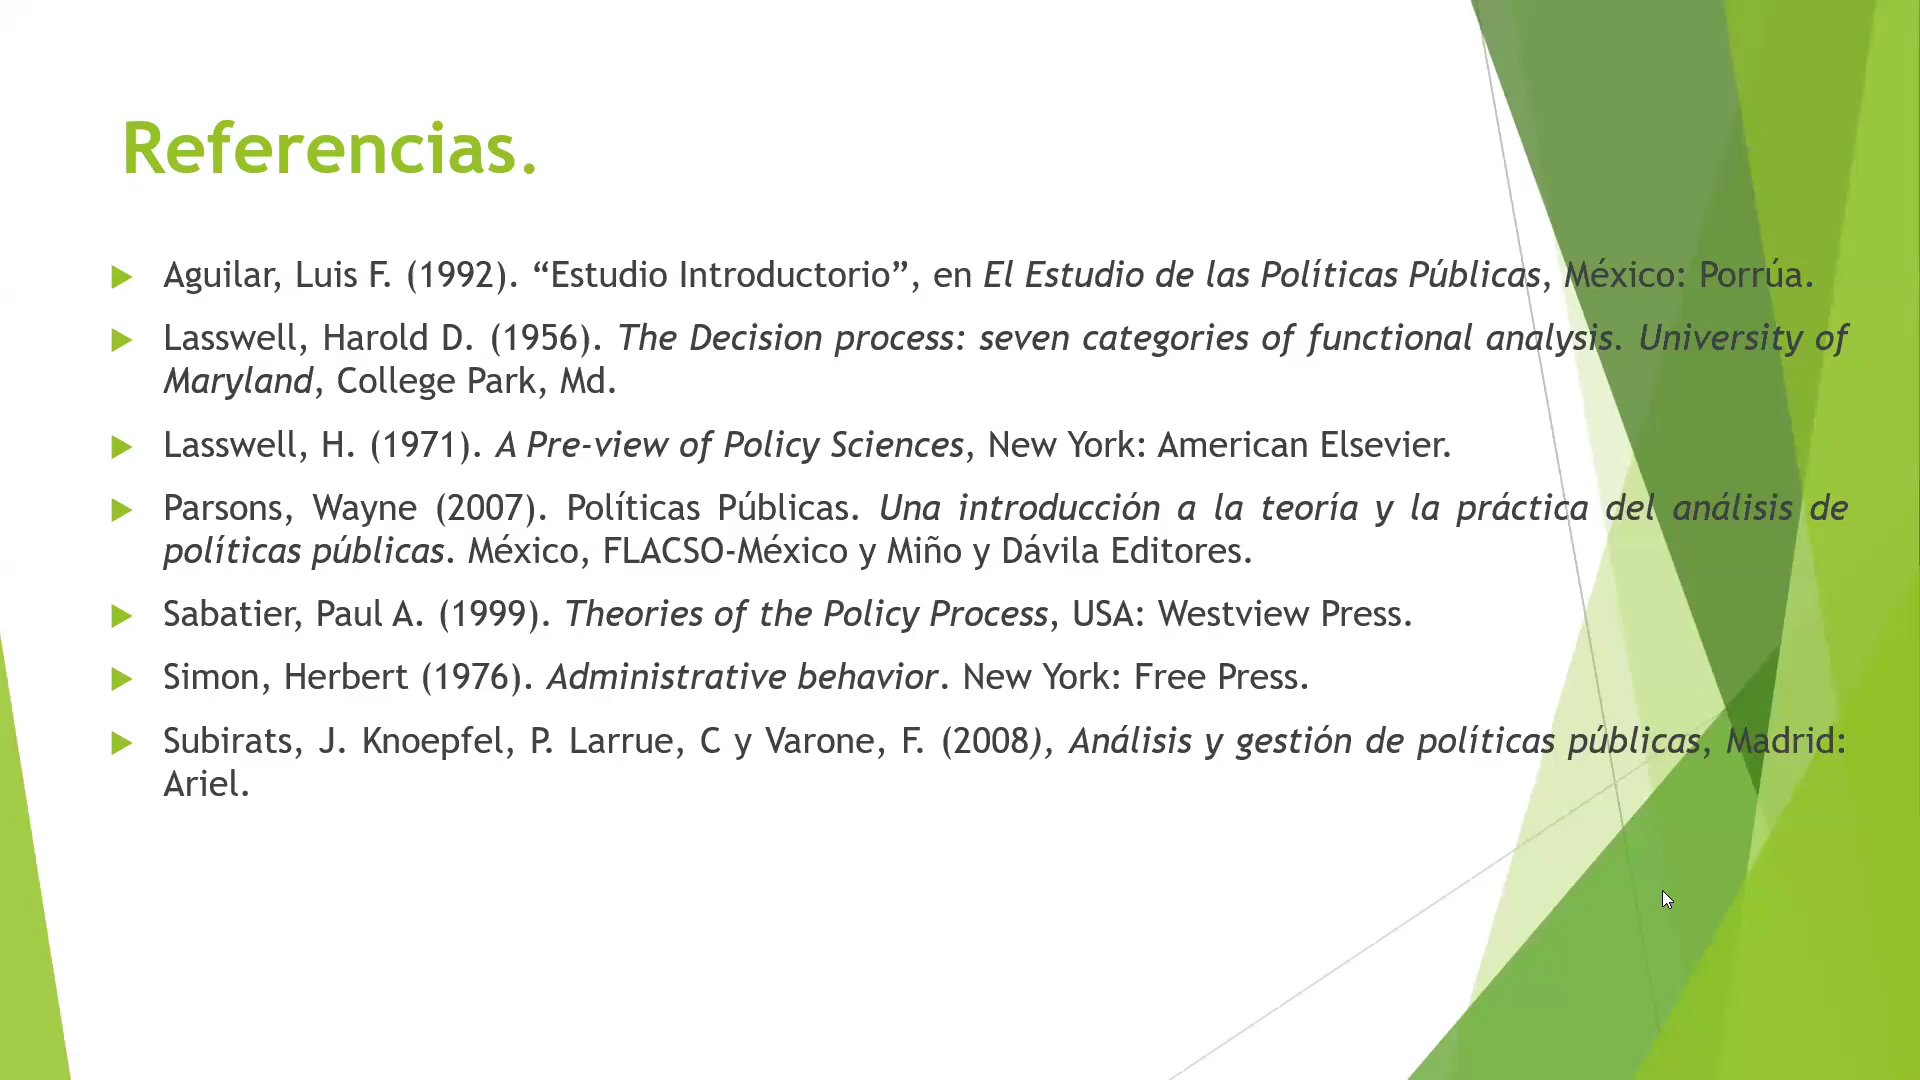 Referencias.
Aguilar, Luis F. (1992). “Estudio Introductorio”, en El Estudio de las Políticas Públicas, México: Porrúa.
Lasswell, Harold D. (1956). The Decision process: seven categories of functional analysis. University of
Maryland, College Park, Md.
Lasswell, H. (1971). A Pre-view of Policy Sciences, New York: American Elsevier.
Parsons, Wayne (2007). Políticas Públicas. Una introducción a la teoría y la práctica del análisis de
políticas públicas. México, FLACSO-México y Miño y Dávila Editores.
Sabatier, Paul A. (1999). Theories of the Policy Process, USA: Westview Press.
Simon, Herbert (1976). Administrative behavior. New York: Free Press.
Subirats, J. Knoepfel, P. Larrue, C y Varone, F. (2008), Análisis y gestión de políticas públicas, Madrid:
Ariel.